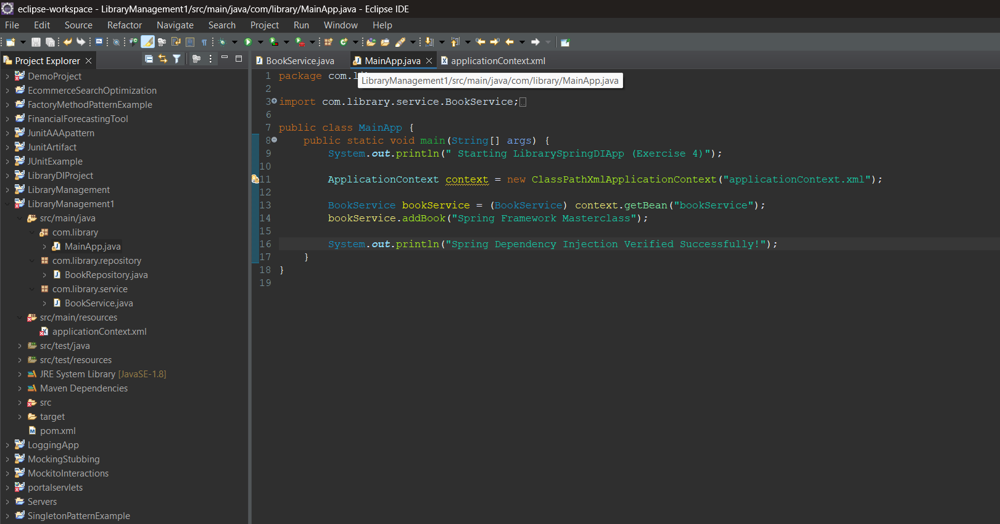 eclipse-workspace - LibraryManagement1/src/main/java/com/library/MainApp.java - Eclipse IDE
File Edit Source Refactor Navigate Search Project Run Window Help
Project Explorer
DemoProject
EcommerceSearchOptimization
FactoryMethodPatternExample
FinancialForecastingTool
JunitAAApattern
JunitArtifact
JUnitExample
LibraryDIProject
LibraryManagement
LibraryManagement1
src/main/java
com.library
MainApp.java
com.library.repository
BookRepository.java
com.library.service
BookService.java
src/main/resources
applicationContext.xml
src/test/java
src/test/resources
JRE System Library [JavaSE-1.8]
Maven Dependencies
src
target
pom.xml
LoggingApp
MockingStubbing
MockitoInteractions
portalservlets
Servers
SingletonPatternExample
BookService.java MainApp.java applicationContext.xml
LibraryManagement1/src/main/java/com/library/MainApp.java
1 package
2
3 import com.library.service.BookService;
6
7 public class MainApp {
8 public static void main(String[] args) {
9 System.out.println(" Starting LibrarySpringDIApp (Exercise 4)");
10
11 ApplicationContext context = new ClassPathXmlApplicationContext("applicationContext.xml");
12
13 BookService bookService = (BookService) context.getBean("bookService");
14 bookService.addBook("Spring Framework Masterclass");
15
16 System.out.println("Spring Dependency Injection Verified Successfully!");
17 }
18 }
19